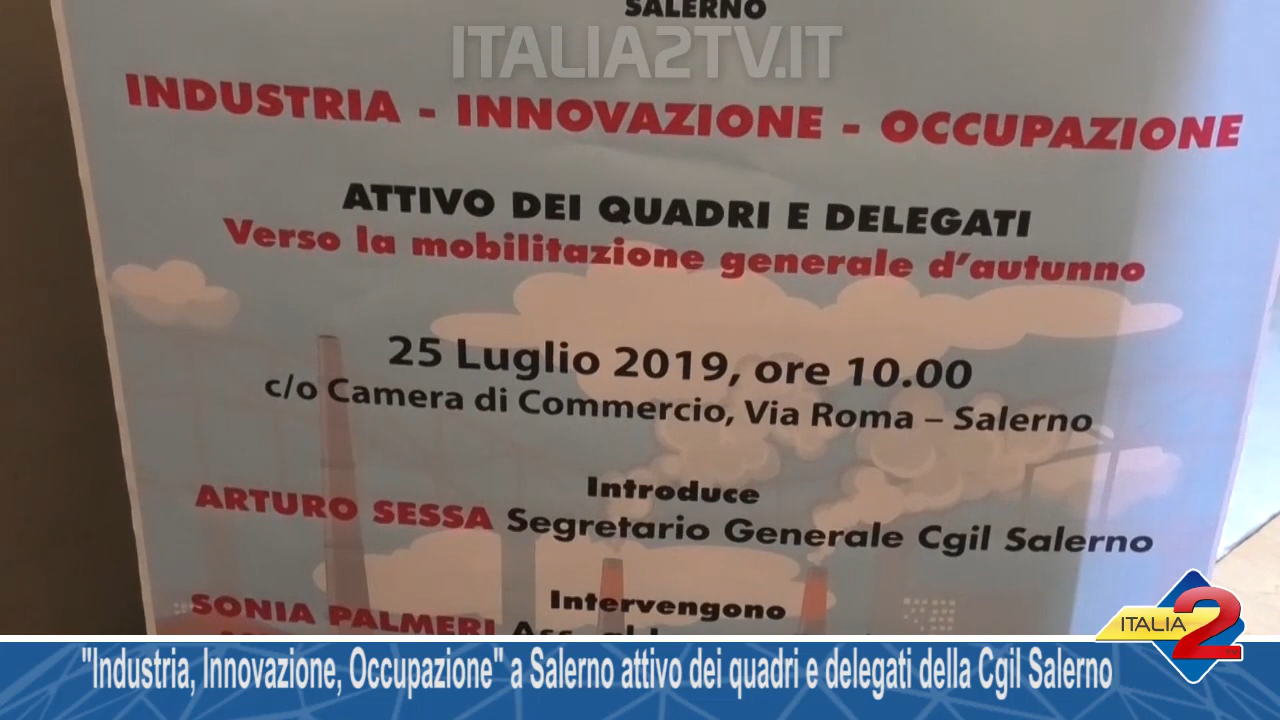 SALERNO
ITALIA2TV.IT
INDUSTRIA - INNOVAZIONE - OCCUPAZIONE
ATTIVO DEI QUADRI E DELEGATI
Verso la mobilitazione generale d'autunno
25 Luglio 2019, ore 10.00
c/o Camera di Commercio, Via Roma – Salerno
Introduce
ARTURO SESSA Segretario Generale Cgil Salerno
Intervengono
SONIA PALMERI
ITALIA 2
"Industria, Innovazione, Occupazione" a Salerno attivo dei quadri e delegati della Cgil Salerno